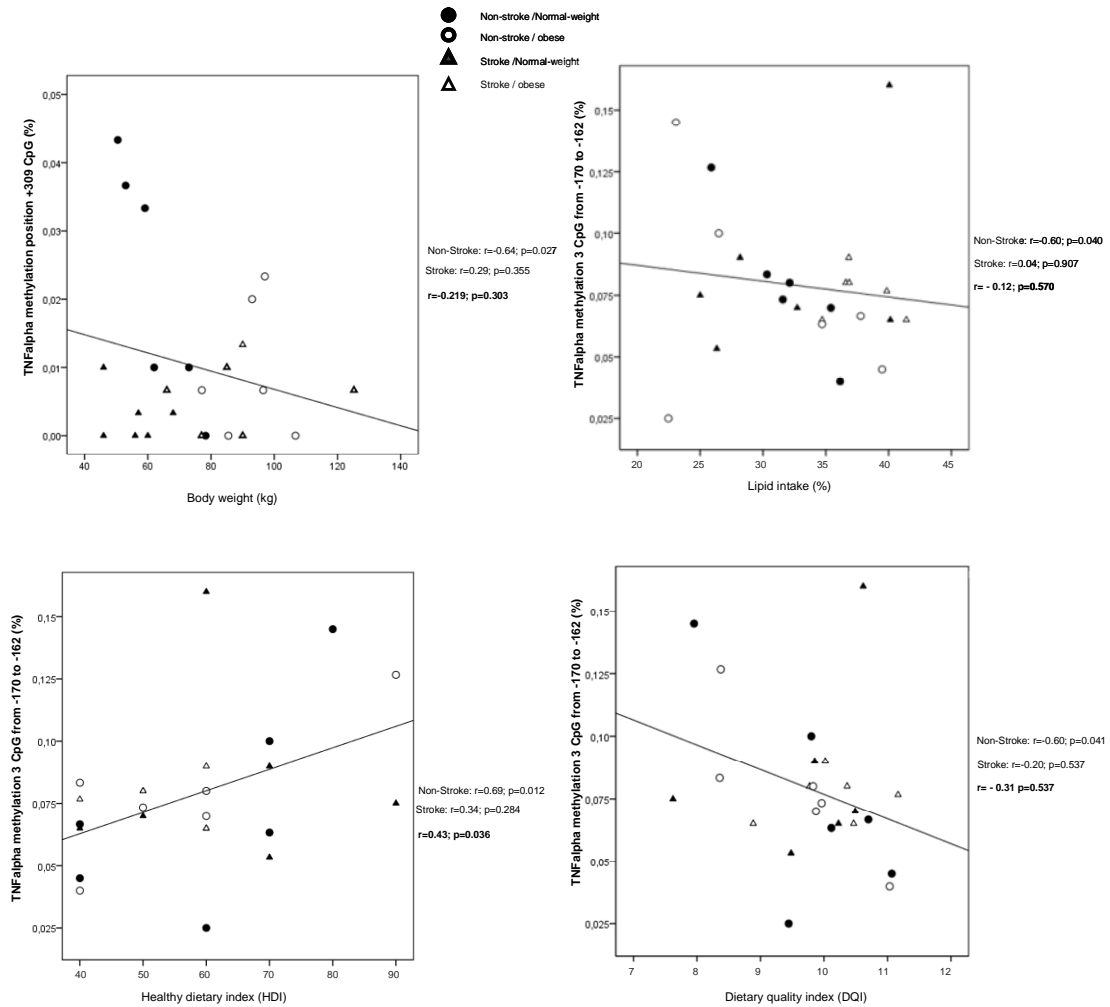 Non-stroke /Normal-weight
Non-stroke / obese
Stroke /Normal-weight
Stroke / obese
TNFalpha methylation position +309 CpG (%)
0,05
0,04
0,03
0,02
0,01
0,00
40 60 80 100 120 140
Body weight (kg)
Non-Stroke: r=-0.64; p=0.027
Stroke: r=0.29; p=0.355
r=-0.219; p=0.303
TNFalpha methylation 3 CpG from -170 to -162 (%)
0,15
0,125
0,10
0,075
0,05
0,025
20 25 30 35 40 45
Lipid intake (%)
Non-Stroke: r=-0.60; p=0.040
Stroke: r=0.04; p=0.907
r= - 0.12; p=0.570
TNFalpha methylation 3 CpG from -170 to -162 (%)
0,15
0,125
0,10
0,075
0,05
0,025
40 50 60 70 80 90
Healthy dietary index (HDI)
Non-Stroke: r=0.69; p=0.012
Stroke: r=0.34; p=0.284
r=0.43; p=0.036
TNFalpha methylation 3 CpG from -170 to -162 (%)
0,15
0,125
0,10
0,075
0,05
0,025
7 8 9 10 11 12
Dietary quality index (DQI)
Non-Stroke: r=-0.60; p=0.041
Stroke: r=-0.20; p=0.537
r= - 0.31 p=0.537